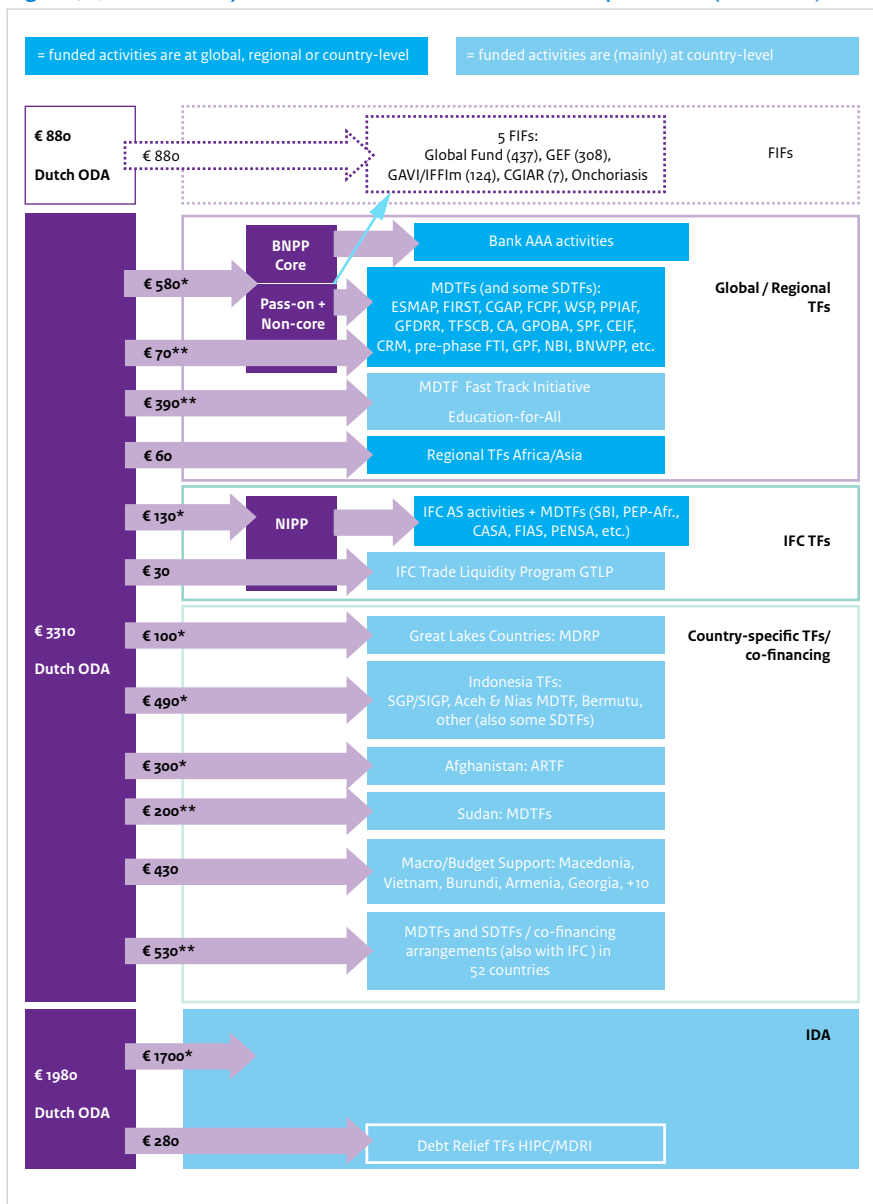 = funded activities are at global, regional or country-level
= funded activities are (mainly) at country-level
€ 880
Dutch ODA
€ 880
5 FIFs:
Global Fund (437), GEF (308),
GAVI/IFFIm (124), CGIAR (7), Onchoriasis
FIFs
BNPP
Core
Bank AAA activities
€ 580*
Pass-on +
Non-core
MDTFs (and some SDTFs):
ESMAP, FIRST, CGAP, FCPF, WSP, PPIAF,
GFDRR, TFSCB, CA, GPOBA, SPF, CEIF,
CRM, pre-phase FTI, GPF, NBI, BNWPP, etc.
Global / Regional
TFs
€ 70**
€ 390**
MDTF Fast Track Initiative
Education-for-All
€ 60
Regional TFs Africa/Asia
€ 130*
NIPP
IFC AS activities + MDTFs (SBI, PEP-Afr.,
CASA, FIAS, PENSA, etc.)
IFC TFs
€ 30
IFC Trade Liquidity Program GTLP
€ 3310
Dutch ODA
€ 100*
Great Lakes Countries: MDRP
Country-specific TFs/
co-financing
€ 490*
Indonesia TFs:
SGP/SIGP, Aceh & Nias MDTF, Bermutu,
other (also some SDTFs)
€ 300*
Afghanistan: ARTF
€ 200**
Sudan: MDTFs
€ 430
Macro/Budget Support: Macedonia,
Vietnam, Burundi, Armenia, Georgia, +10
€ 530**
MDTFs and SDTFs / co-financing
arrangements (also with IFC ) in
52 countries
€ 1980
Dutch ODA
€ 1700*
IDA
€ 280
Debt Relief TFs HIPC/MDRI